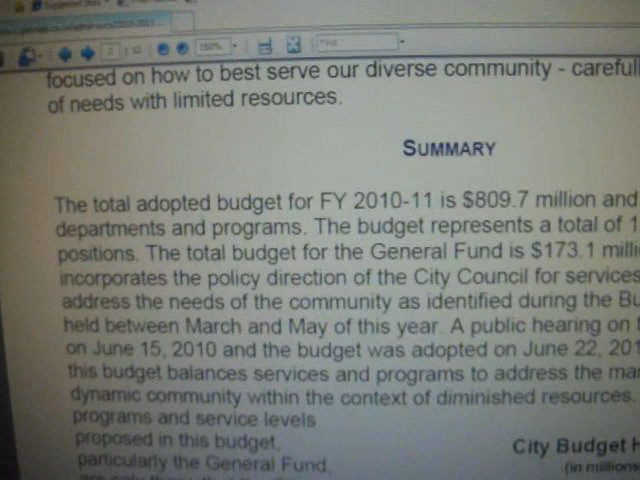 150%
Find
focused on how to best serve our diverse community - carefull
of needs with limited resources.
SUMMARY
The total adopted budget for FY 2010-11 is $809.7 million and
departments and programs. The budget represents a total of 1
positions. The total budget for the General Fund is $173.1 milli
incorporates the policy direction of the City Council for services
address the needs of the community as identified during the Bu
held between March and May of this year. A public hearing on t
on June 15, 2010 and the budget was adopted on June 22, 201
this budget balances services and programs to address the ma
dynamic community within the context of diminished resources.
programs and service levels
proposed in this budget,
particularly the General Fund,
City Budget H
(in millions